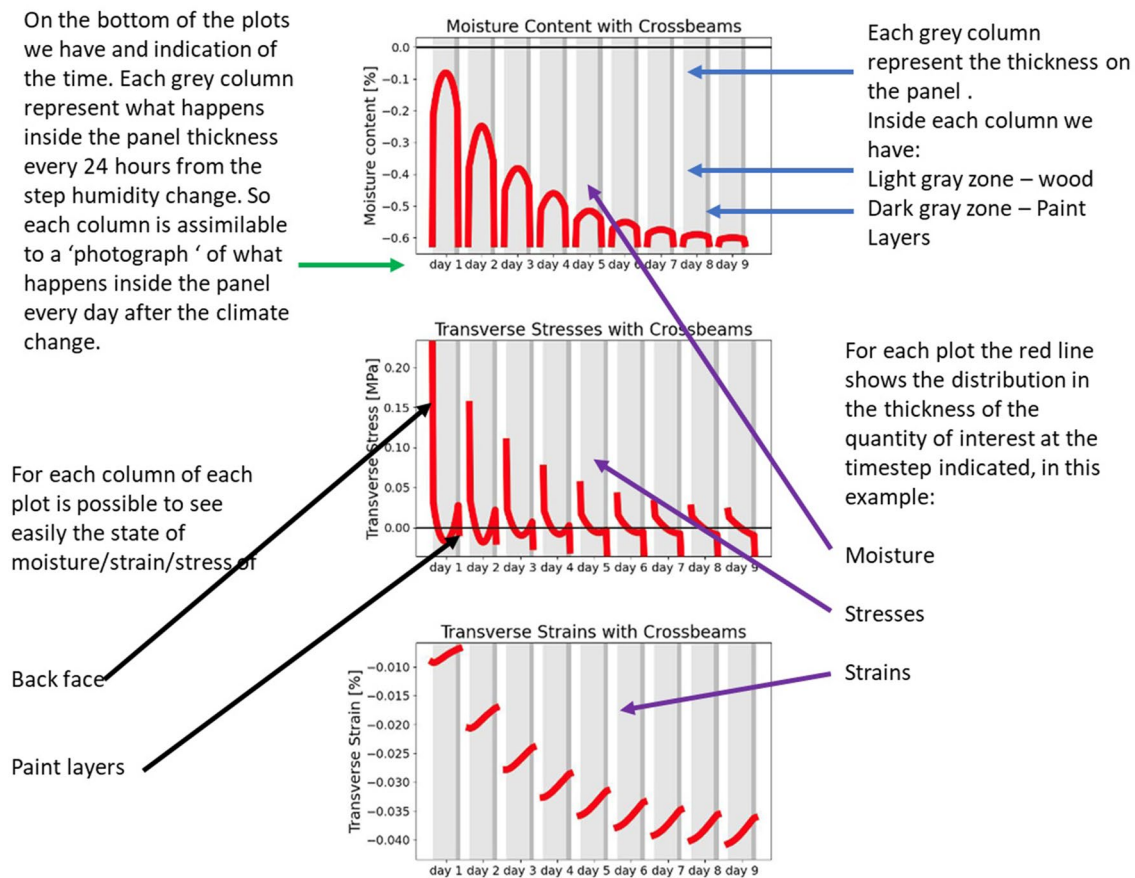 On the bottom of the plots
we have and indication of
the time. Each grey column
represent what happens
inside the panel thickness
every 24 hours from the
step humidity change. So
each column is assimilable
to a ‘photograph ‘ of what
happens inside the panel
every day after the climate
change.
Moisture Content with Crossbeams
Moisture content [%]
0.0
−0.1
−0.2
−0.3
−0.4
−0.5
−0.6
day 1 day 2 day 3 day 4 day 5 day 6 day 7 day 8 day 9
Each grey column
represent the thickness on
the panel .
Inside each column we
have:
Light gray zone – wood
Dark gray zone – Paint
Layers
For each column of each
plot is possible to see
easily the state of
moisture/strain/stress of
Back face
Paint layers
Transverse Stresses with Crossbeams
Transverse Stress [MPa]
0.20
0.15
0.10
0.05
0.00
day 1 day 2 day 3 day 4 day 5 day 6 day 7 day 8 day 9
For each plot the red line
shows the distribution in
the thickness of the
quantity of interest at the
timestep indicated, in this
example:
Moisture
Stresses
Strains
Transverse Strains with Crossbeams
Transverse Strain [%]
−0.010
−0.015
−0.020
−0.025
−0.030
−0.035
−0.040
day 1 day 2 day 3 day 4 day 5 day 6 day 7 day 8 day 9